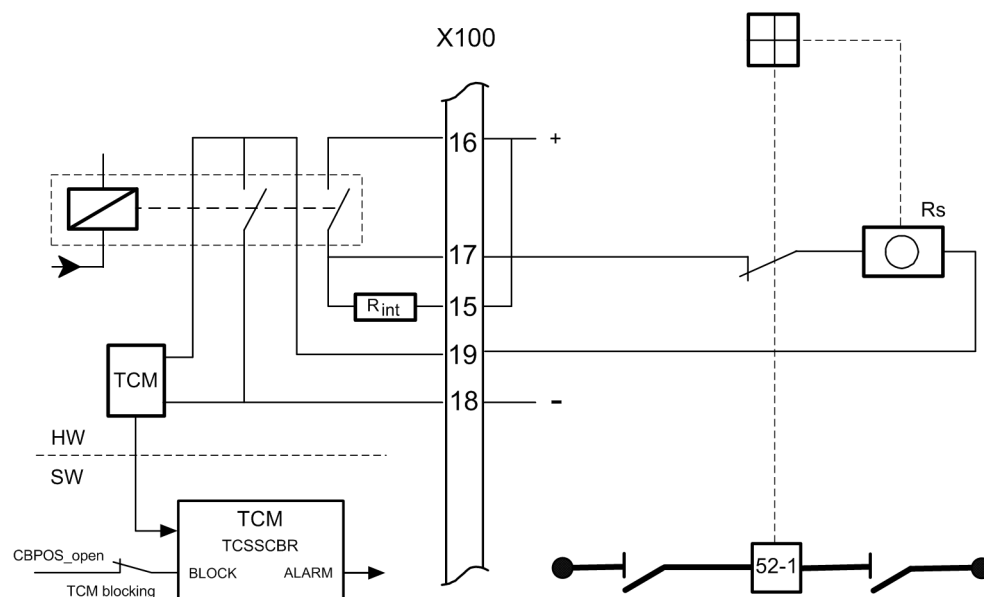 X100
16
+
Rs
17
Rint
15
19
TCM
18
-
HW
SW
TCM
TCSSCBR
CBPOS_open
BLOCK
ALARM
TCM blocking
52-1